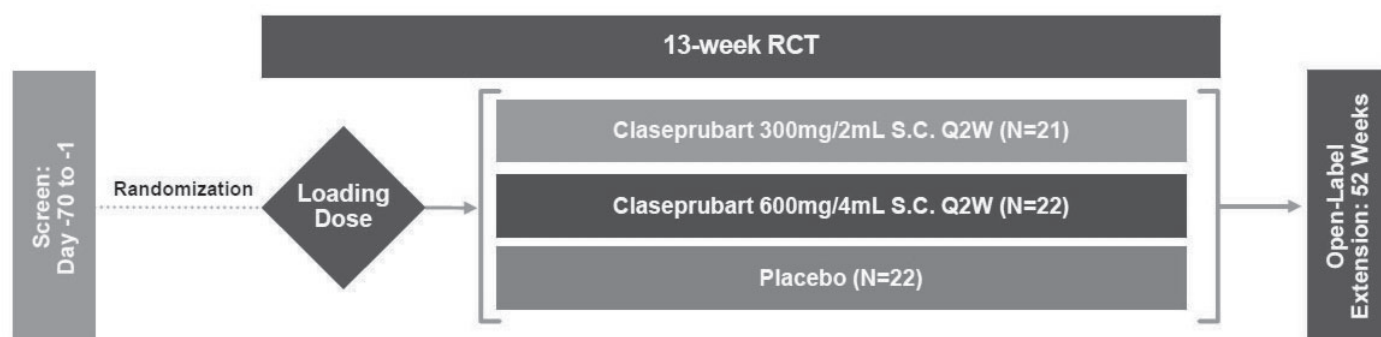 13-week RCT
Screen:
Day -70 to -1
Randomization
Loading
Dose
Claseprubart 300mg/2mL S.C. Q2W (N=21)
Claseprubart 600mg/4mL S.C. Q2W (N=22)
Placebo (N=22)
Open-Label
Extension: 52 Weeks